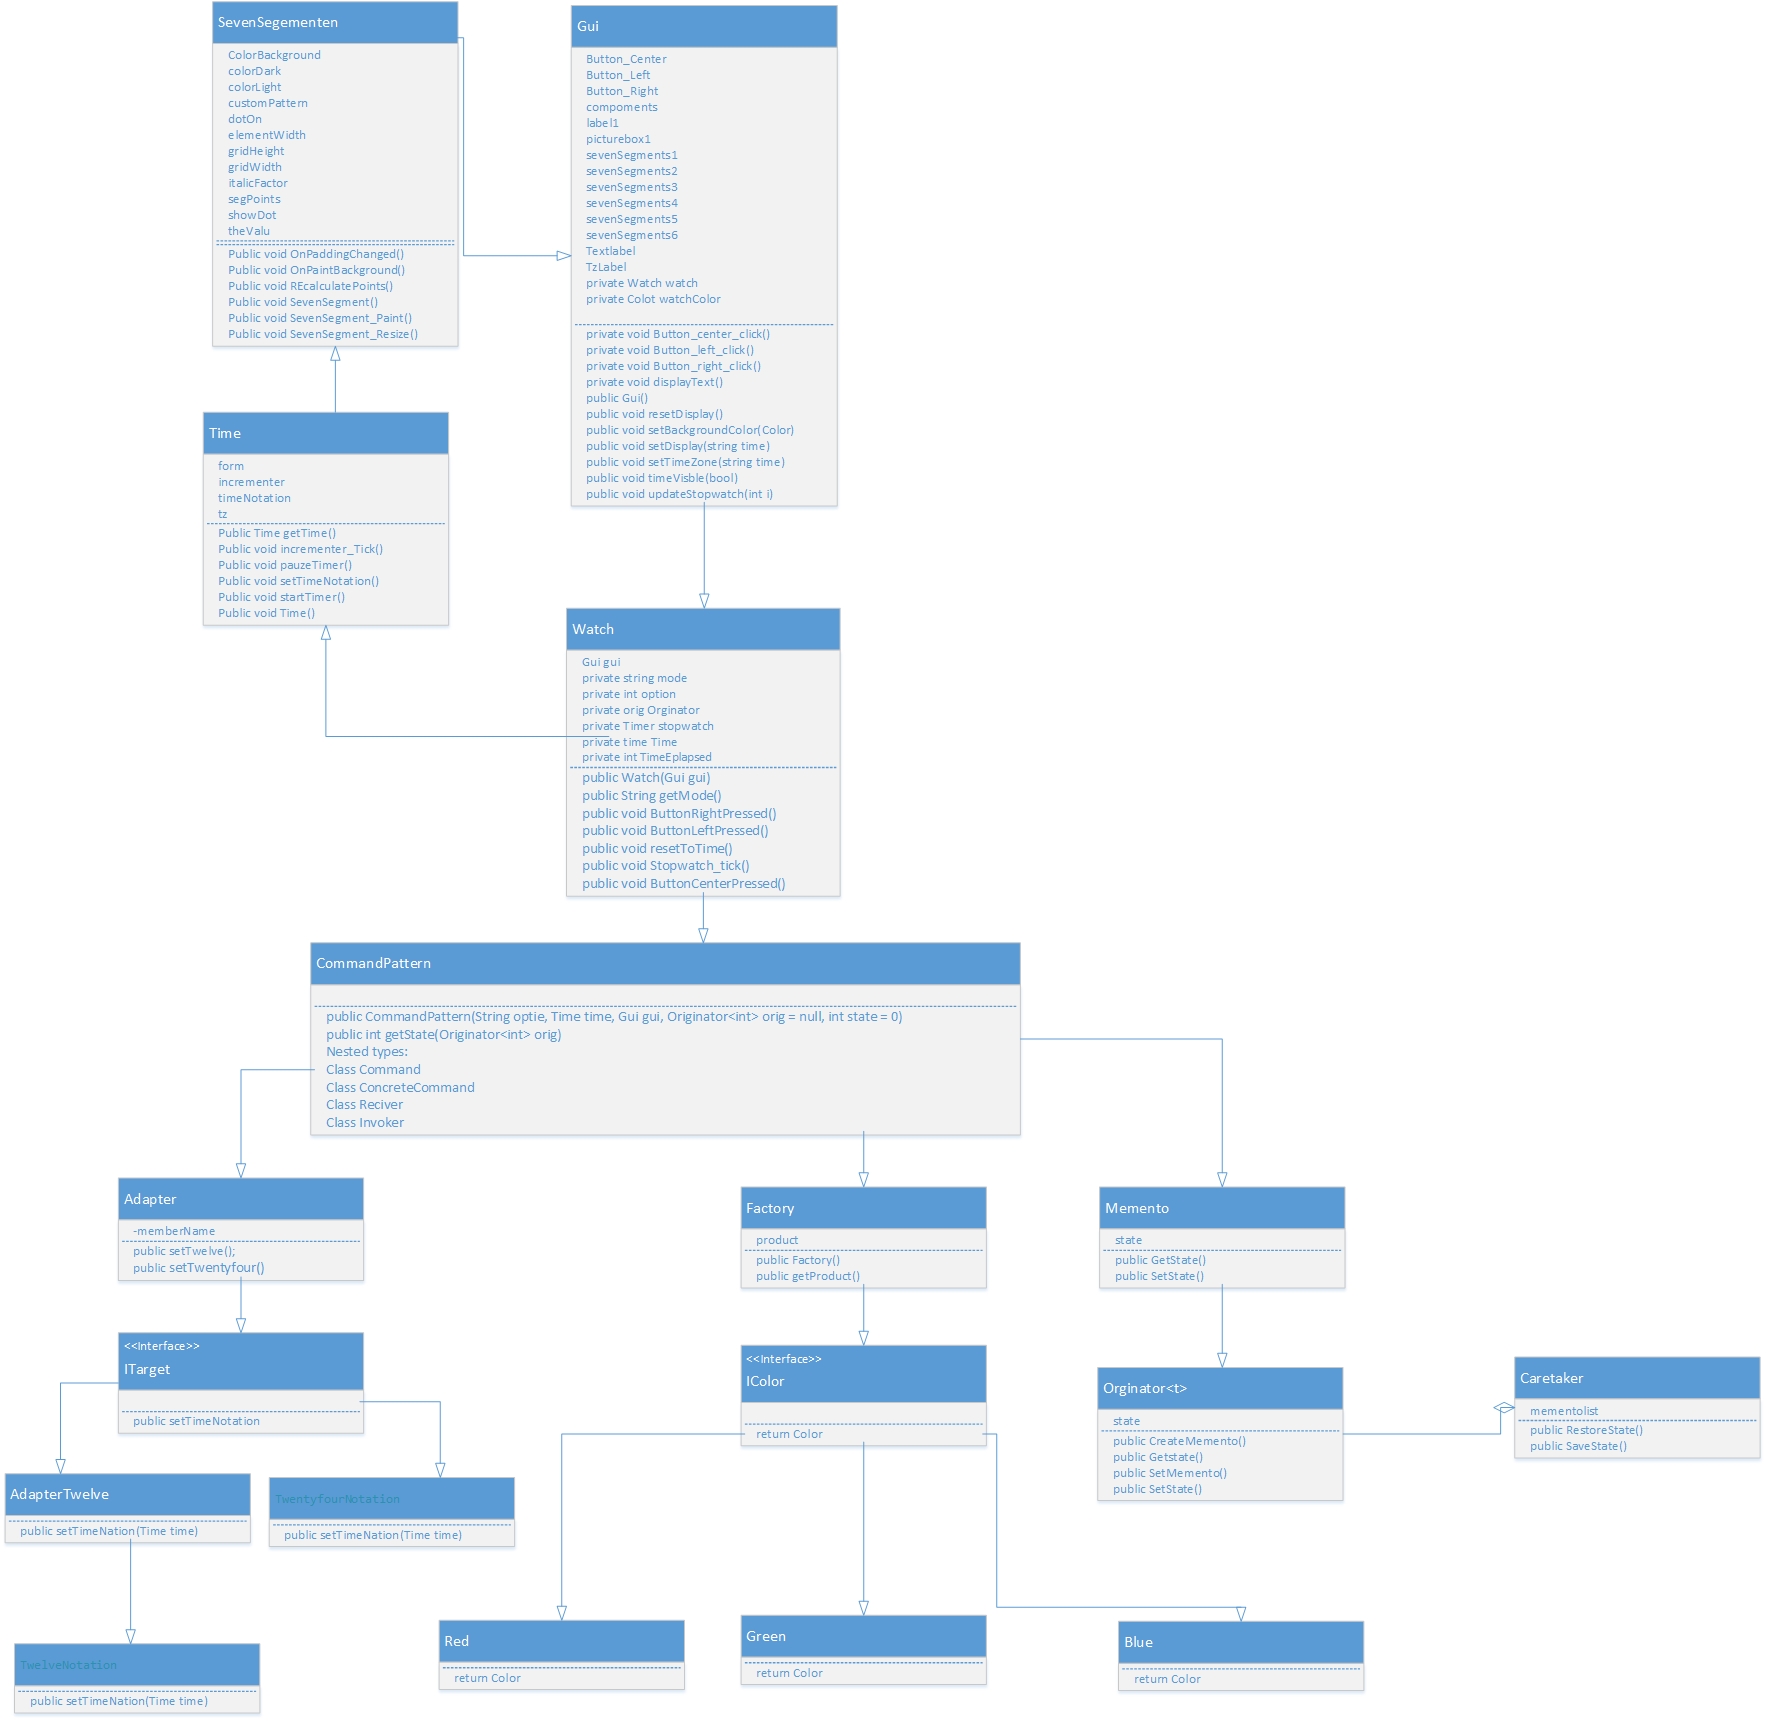 SevenSegementen
ColorBackground
colorDark
colorLight
customPattern
dotOn
elementWidth
gridHeight
gridWidth
italicFactor
segPoints
showDot
theValu
Public void OnPaddingChanged()
Public void OnPaintBackground()
Public void REcalculatePoints()
Public void SevenSegment()
Public void SevenSegment_Paint()
Public void SevenSegment_Resize()
Gui
Button_Center
Button_Left
Button_Right
compoments
label1
picturebox1
sevenSegments1
sevenSegments2
sevenSegments3
sevenSegments4
sevenSegments5
sevenSegments6
Textlabel
TzLabel
private Watch watch
private Colot watchColor
private void Button_center_click()
private void Button_left_click()
private void Button_right_click()
private void displayText()
public Gui()
public void resetDisplay()
public void setBackgroundColor(Color)
public void setDisplay(string time)
public void setTimeZone(string time)
public void timeVisble(bool)
public void updateStopwatch(int i)
Time
form
incrementer
timeNotation
tz
Public Time getTime()
Public void incrementer_Tick()
Public void pauzeTimer()
Public void setTimeNotation()
Public void startTimer()
Public void Time()
Watch
Gui gui
private string mode
private int option
private orig Orginator
private Timer stopwatch
private time Time
private int TimeEplapsed
public Watch(Gui gui)
public String getMode()
public void ButtonRightPressed()
public void ButtonLeftPressed()
public void resetToTime()
public void Stopwatch_tick()
public void ButtonCenterPressed()
CommandPattern
public CommandPattern(String optie, Time time, Gui gui, Originator<int> orig = null, int state = 0)
public int getState(Originator<int> orig)
Nested types:
Class Command
Class ConcreteCommand
Class Reciver
Class Invoker
Adapter
-memberName
public setTwelve();
public setTwentyfour()
Factory
product
public Factory()
public getProduct()
Memento
state
public GetState()
public SetState()
<<Interface>>
ITarget
public setTimeNotation
<<Interface>>
IColor
return Color
Orginator<t>
state
public CreateMemento()
public Getstate()
public SetMemento()
public SetState()
Caretaker
mementolist
public RestoreState()
public SaveState()
AdapterTwelve
public setTimeNation(Time time)
TwentyfourNotation
public setTimeNation(Time time)
TwelveNotation
public setTimeNation(Time time)
Red
return Color
Green
return Color
Blue
return Color